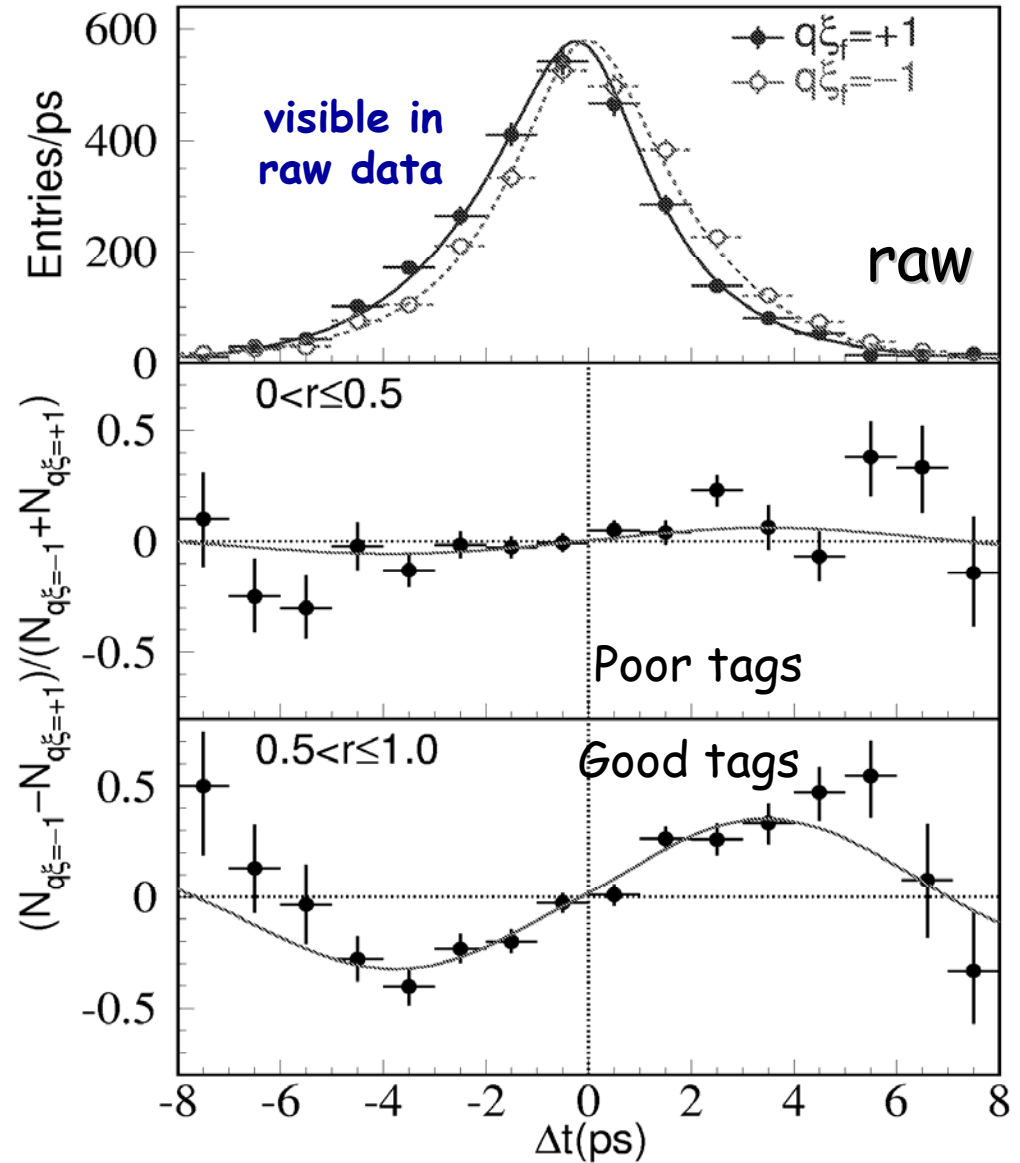 600
400
200
0
Entries/ps
visible in
raw data
qξf=+1
qξf=−1
raw
(Nqξ=−1−Nqξ=+1)/(Nqξ=−1+Nqξ=+1)
0<r≤0.5
0.5
0
-0.5
Poor tags
0.5<r≤1.0
Good tags
0.5
0
-0.5
-8 -6 -4 -2 0 2 4 6 8
Δt(ps)